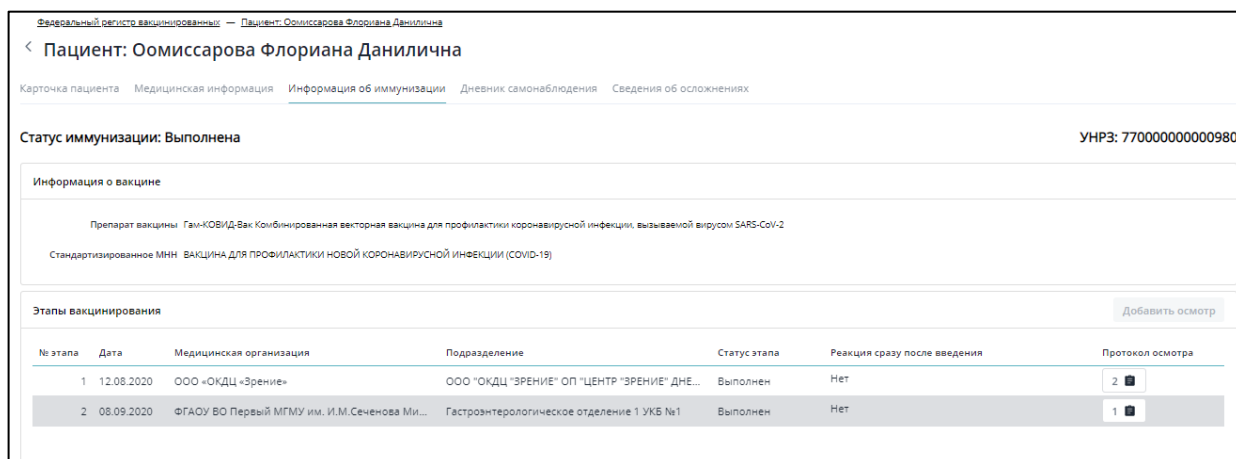 Федеральный регистр вакцинированных — Пациент: Оомиссарова Флориана Данилична
Пациент: Оомиссарова Флориана Данилична
Карточка пациента Медицинская информация Информация об иммунизации Дневник самонаблюдения Сведения об осложнениях
Статус иммунизации: Выполнена УНРЗ: 770000000000980
Информация о вакцине
Препарат вакцины Гам-КОВИД-Вак Комбинированная векторная вакцина для профилактики коронавирусной инфекции, вызываемой вирусом SARS-CoV-2
Стандартизированное МНН ВАКЦИНА ДЛЯ ПРОФИЛАКТИКИ НОВОЙ КОРОНАВИРУСНОЙ ИНФЕКЦИИ (COVID-19)
Этапы вакцинирования Добавить осмотр
№ этапа Дата Медицинская организация Подразделение Статус этапа Реакция сразу после введения Протокол осмотра
1 12.08.2020 ООО «ОКДЦ «Зрение» ООО "ОКДЦ "ЗРЕНИЕ" ОП "ЦЕНТР "ЗРЕНИЕ" ДНЕ... Выполнен Нет 2
2 08.09.2020 ФГАОУ ВО Первый МГМУ им. И.М.Сеченова Ми... Гастроэнтерологическое отделение 1 УКБ №1 Выполнен Нет 1